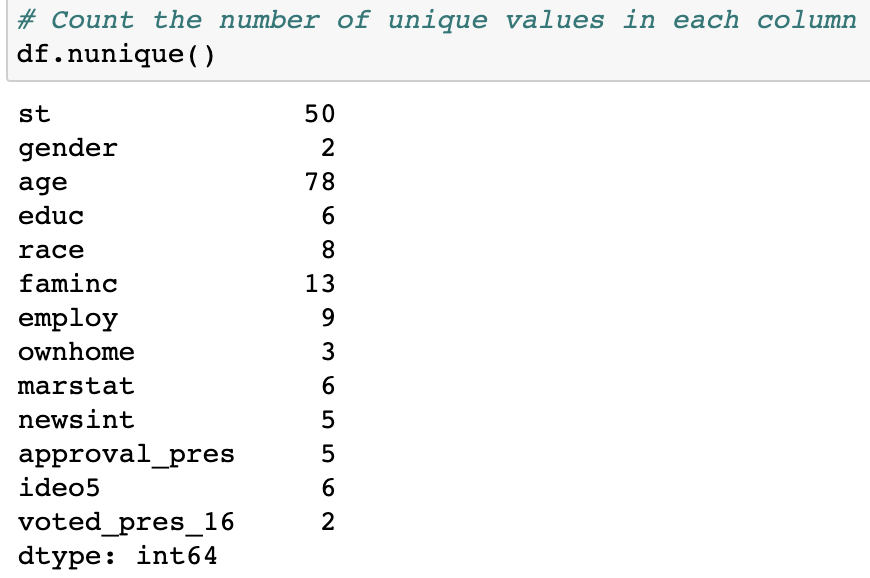 # Count the number of unique values in each column
df.nunique()
st 50
gender 2
age 78
educ 6
race 8
faminc 13
employ 9
ownhome 3
marstat 6
newsint 5
approval_pres 5
ideo5 6
voted_pres_16 2
dtype: int64